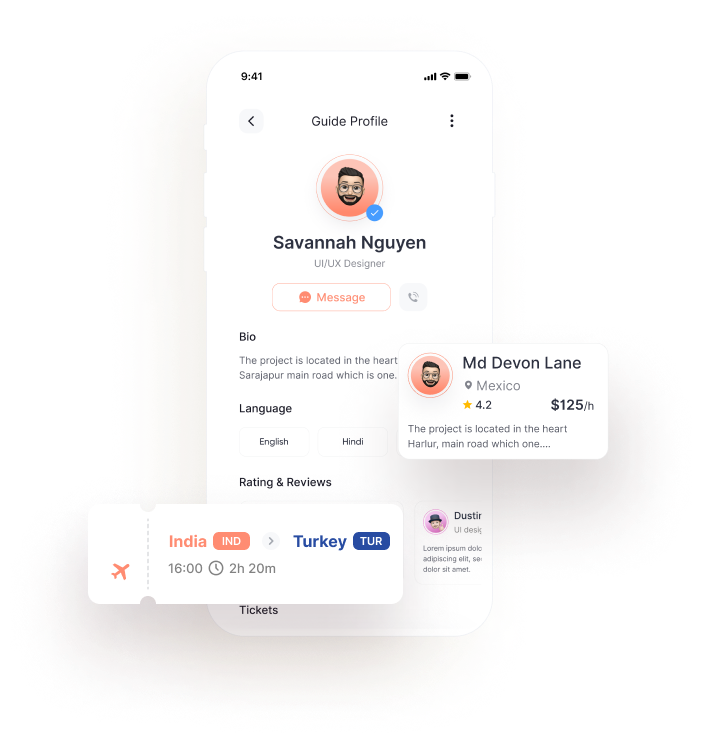 9:41
Guide Profile
Savannah Nguyen
UI/UX Designer
Message
Bio
The project is located in the heart
Sarajapur main road which is one.
Md Devon Lane
Mexico
4.2 $125/h
The project is located in the heart
Harlur, main road which one....
Language
English Hindi
Rating & Reviews
Dustin
UI desig
Lorem ipsum dolo
adipiscing elit, se
dolor sit amet.
India IND Turkey TUR
16:00 2h 20m
Tickets